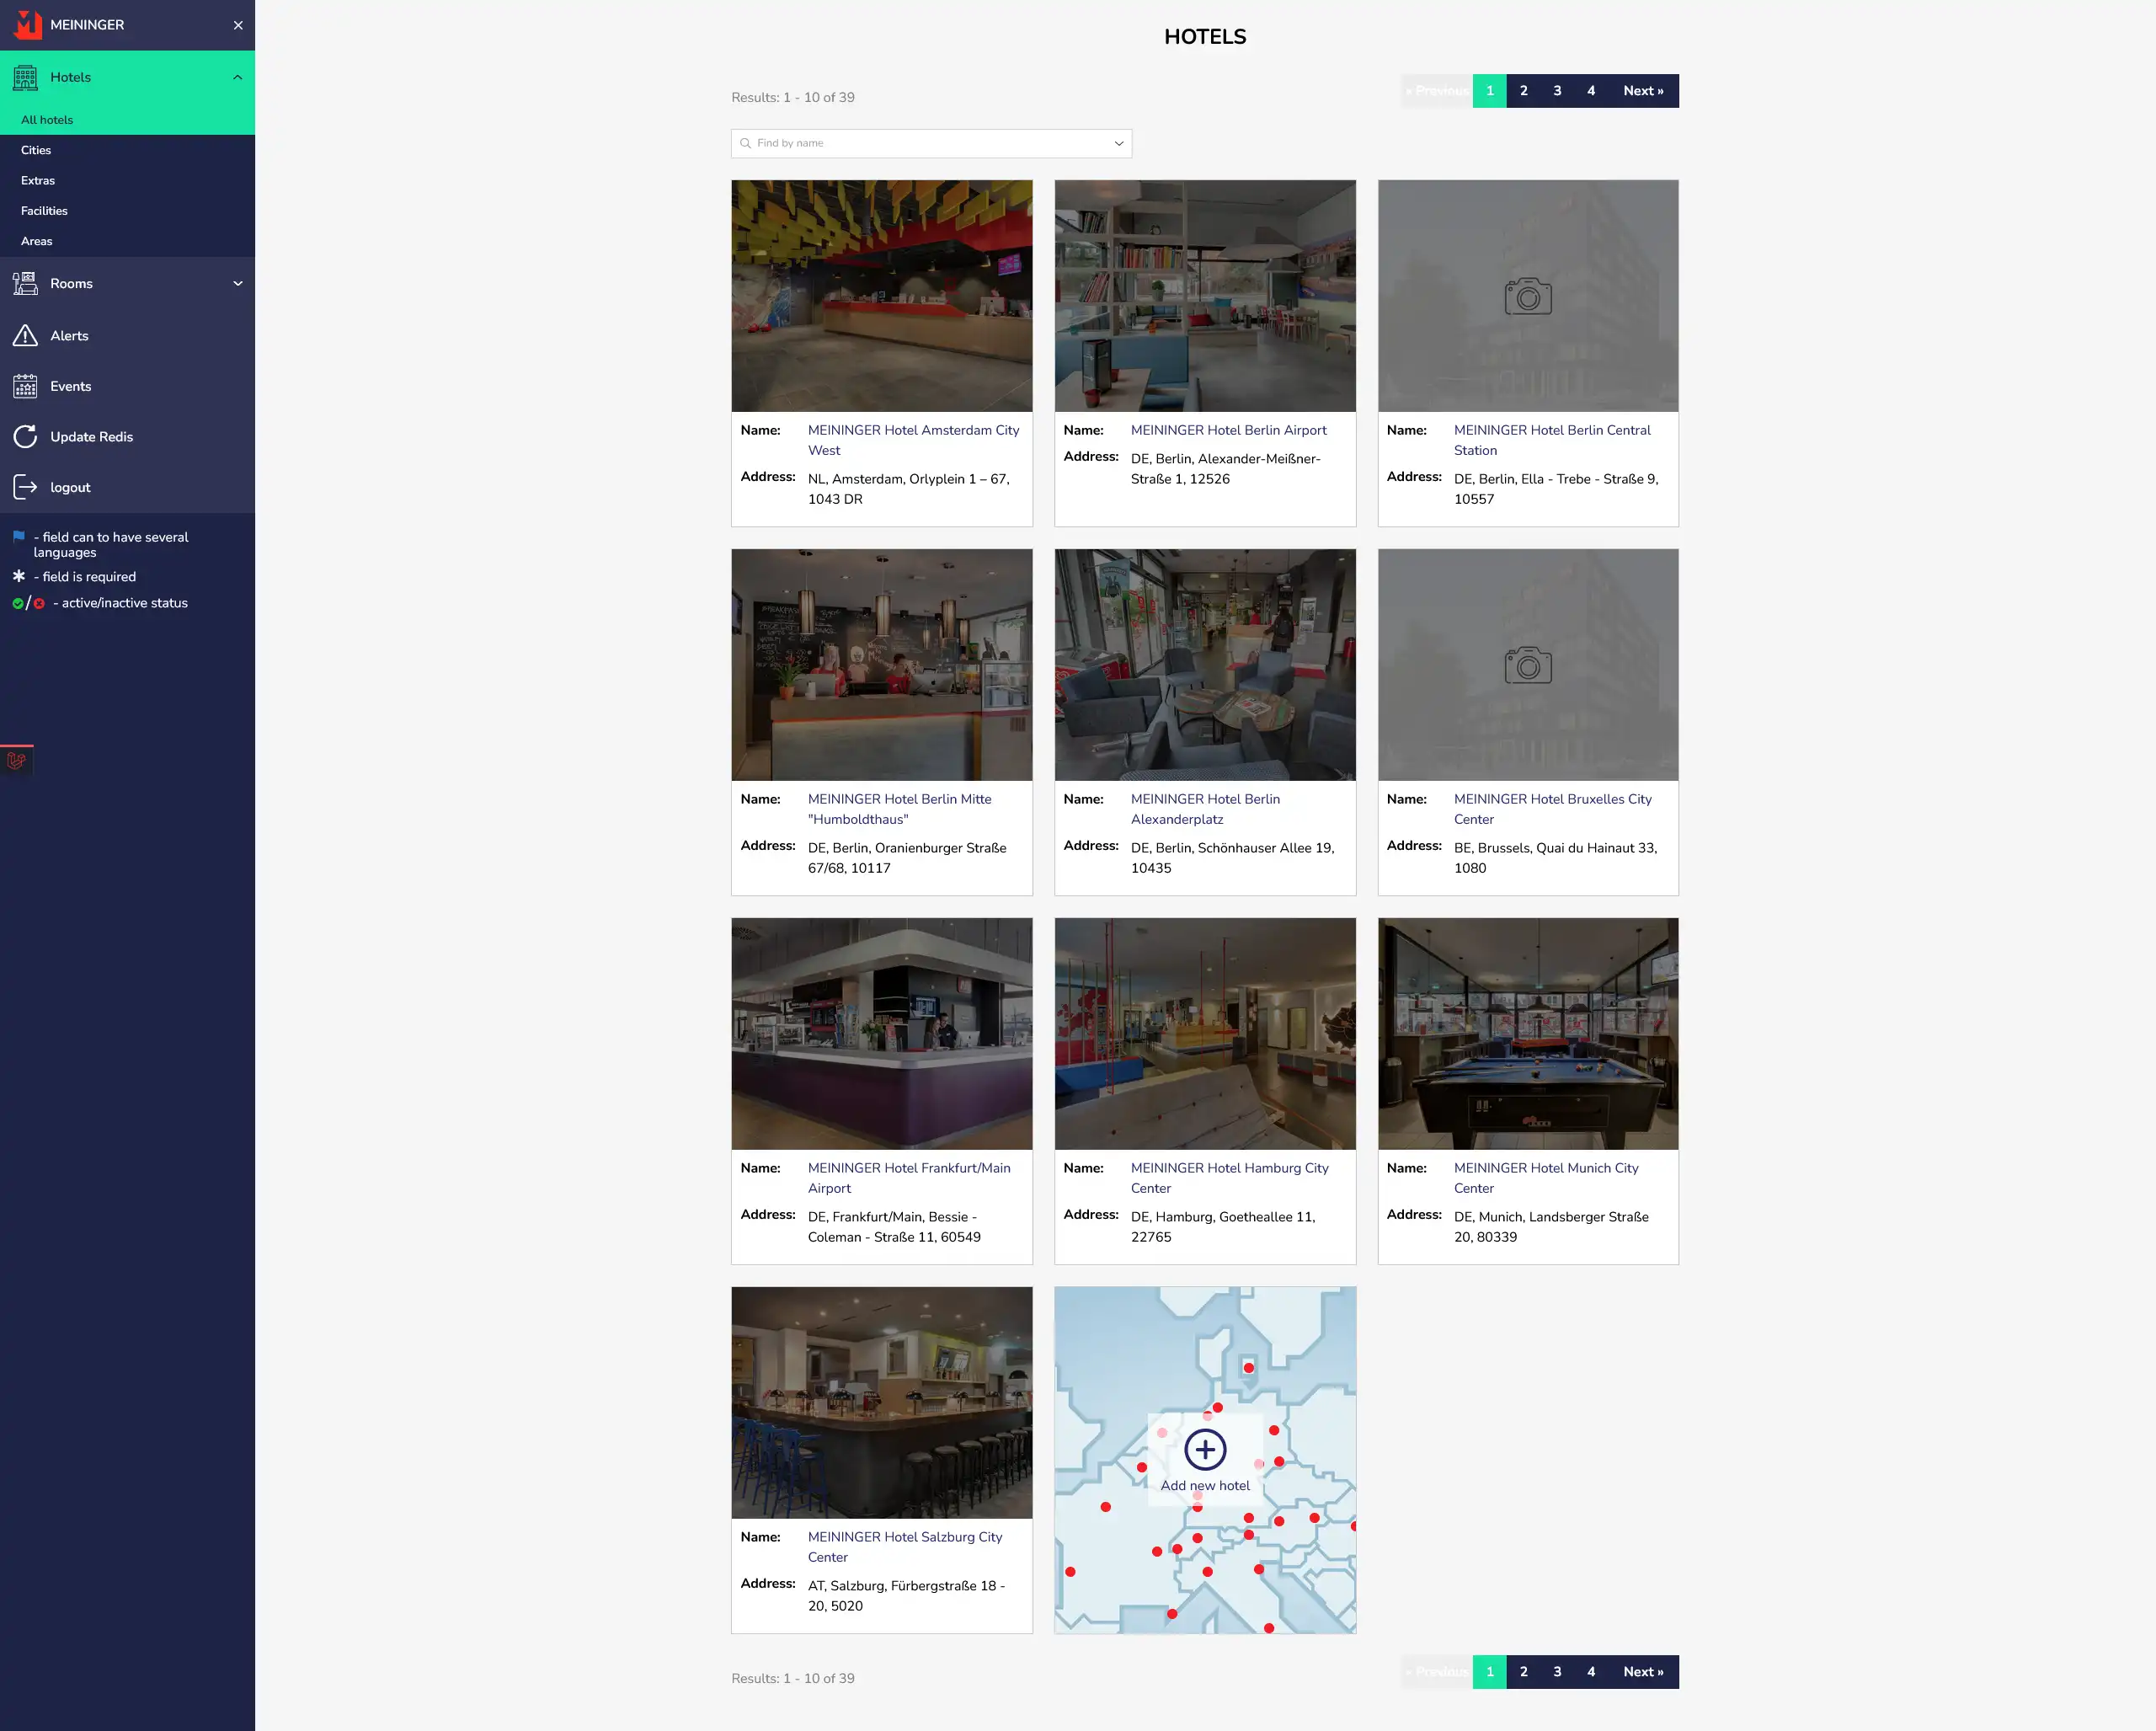 MEININGER
Hotels
All hotels
Cities
Extras
Facilities
Areas
Rooms
Alerts
Events
Update Redis
logout
- field can to have several
languages
- field is required
/ - active/inactive status
HOTELS
Results: 1 - 10 of 39
« Previous 1 2 3 4 Next »
Find by name
Name: MEININGER Hotel Amsterdam City
West
Address: NL, Amsterdam, Orlyplein 1 – 67,
1043 DR
Name: MEININGER Hotel Berlin Airport
Address: DE, Berlin, Alexander-Meißner-
Straße 1, 12526
Name: MEININGER Hotel Berlin Central
Station
Address: DE, Berlin, Ella - Trebe - Straße 9,
10557
Name: MEININGER Hotel Berlin Mitte
"Humboldthaus"
Address: DE, Berlin, Oranienburger Straße
67/68, 10117
Name: MEININGER Hotel Berlin
Alexanderplatz
Address: DE, Berlin, Schönhauser Allee 19,
10435
Name: MEININGER Hotel Bruxelles City
Center
Address: BE, Brussels, Quai du Hainaut 33,
1080
Name: MEININGER Hotel Frankfurt/Main
Airport
Address: DE, Frankfurt/Main, Bessie -
Coleman - Straße 11, 60549
Name: MEININGER Hotel Hamburg City
Center
Address: DE, Hamburg, Goetheallee 11,
22765
Name: MEININGER Hotel Munich City
Center
Address: DE, Munich, Landsberger Straße
20, 80339
Name: MEININGER Hotel Salzburg City
Center
Address: AT, Salzburg, Fürbergstraße 18 -
20, 5020
Add new hotel
Results: 1 - 10 of 39
« Previous 1 2 3 4 Next »